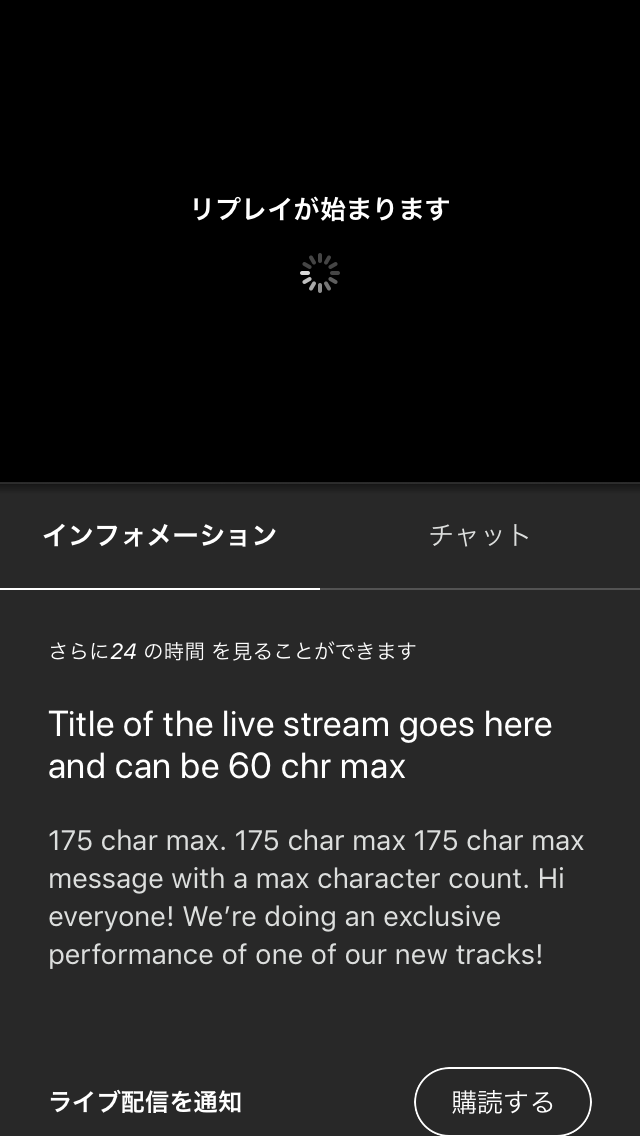 リプレイが始まります
インフォメーション
チャット
さらに24 の時間 を見ることができます
Title of the live stream goes here
and can be 60 chr max
175 char max. 175 char max 175 char max
message with a max character count. Hi
everyone! We’re doing an exclusive
performance of one of our new tracks!
ライブ配信を通知
購読する